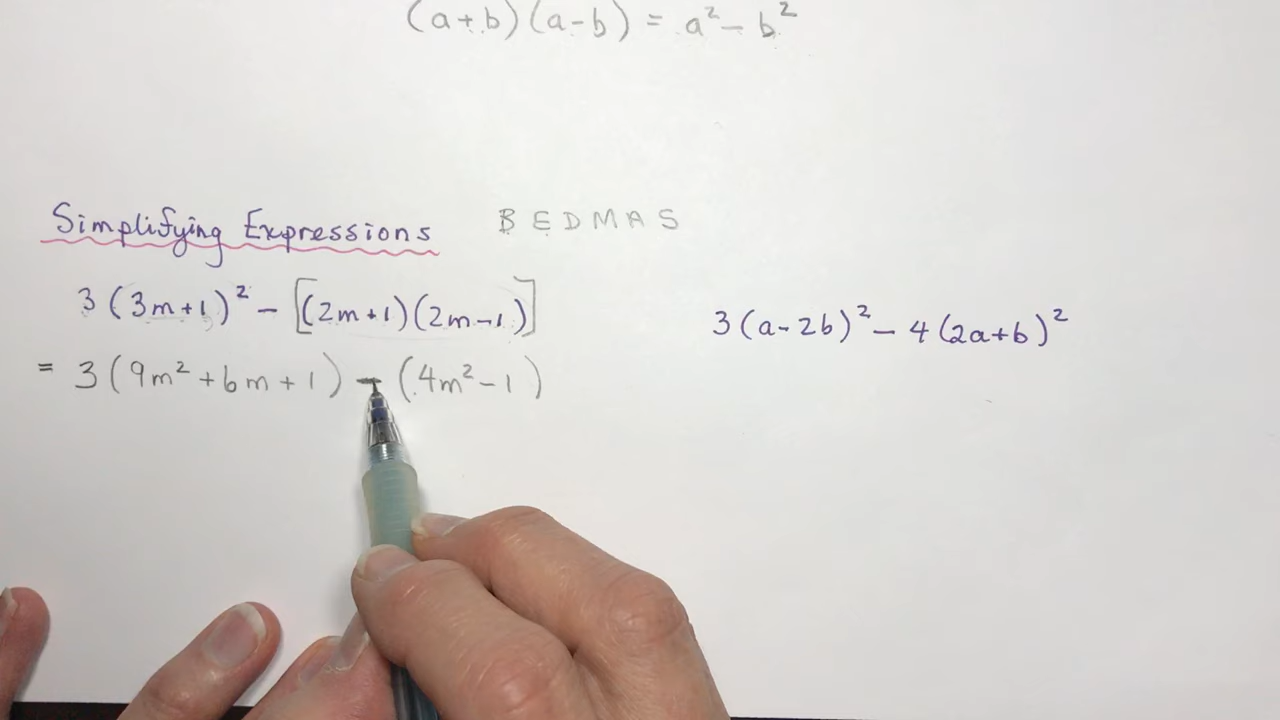 (a+b)(a-b) = a² - b²
Simplifying Expressions BEDMAS
3(3m+1)² - [(2m+1)(2m-1)]
= 3(9m²+6m+1) - (4m²-1)
3(a-2b)² - 4(2a+b)²